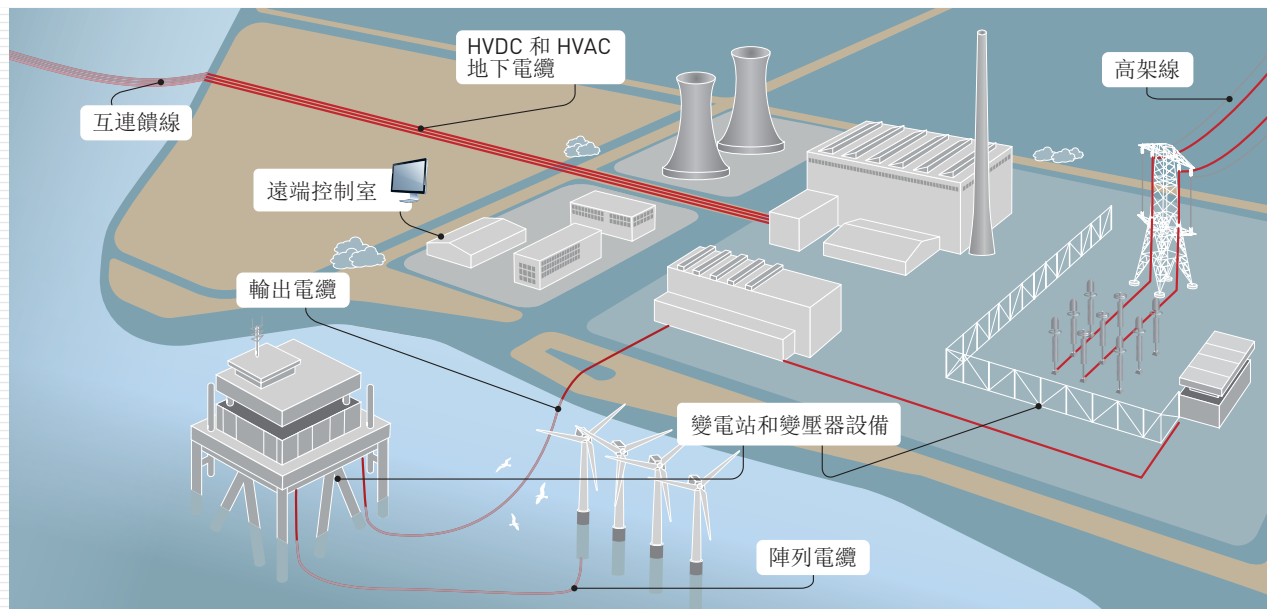 HVDC 和 HVAC
地下電纜
高架線
互連饋線
遠端控制室
輸出電纜
變電站和變壓器設備
陣列電纜